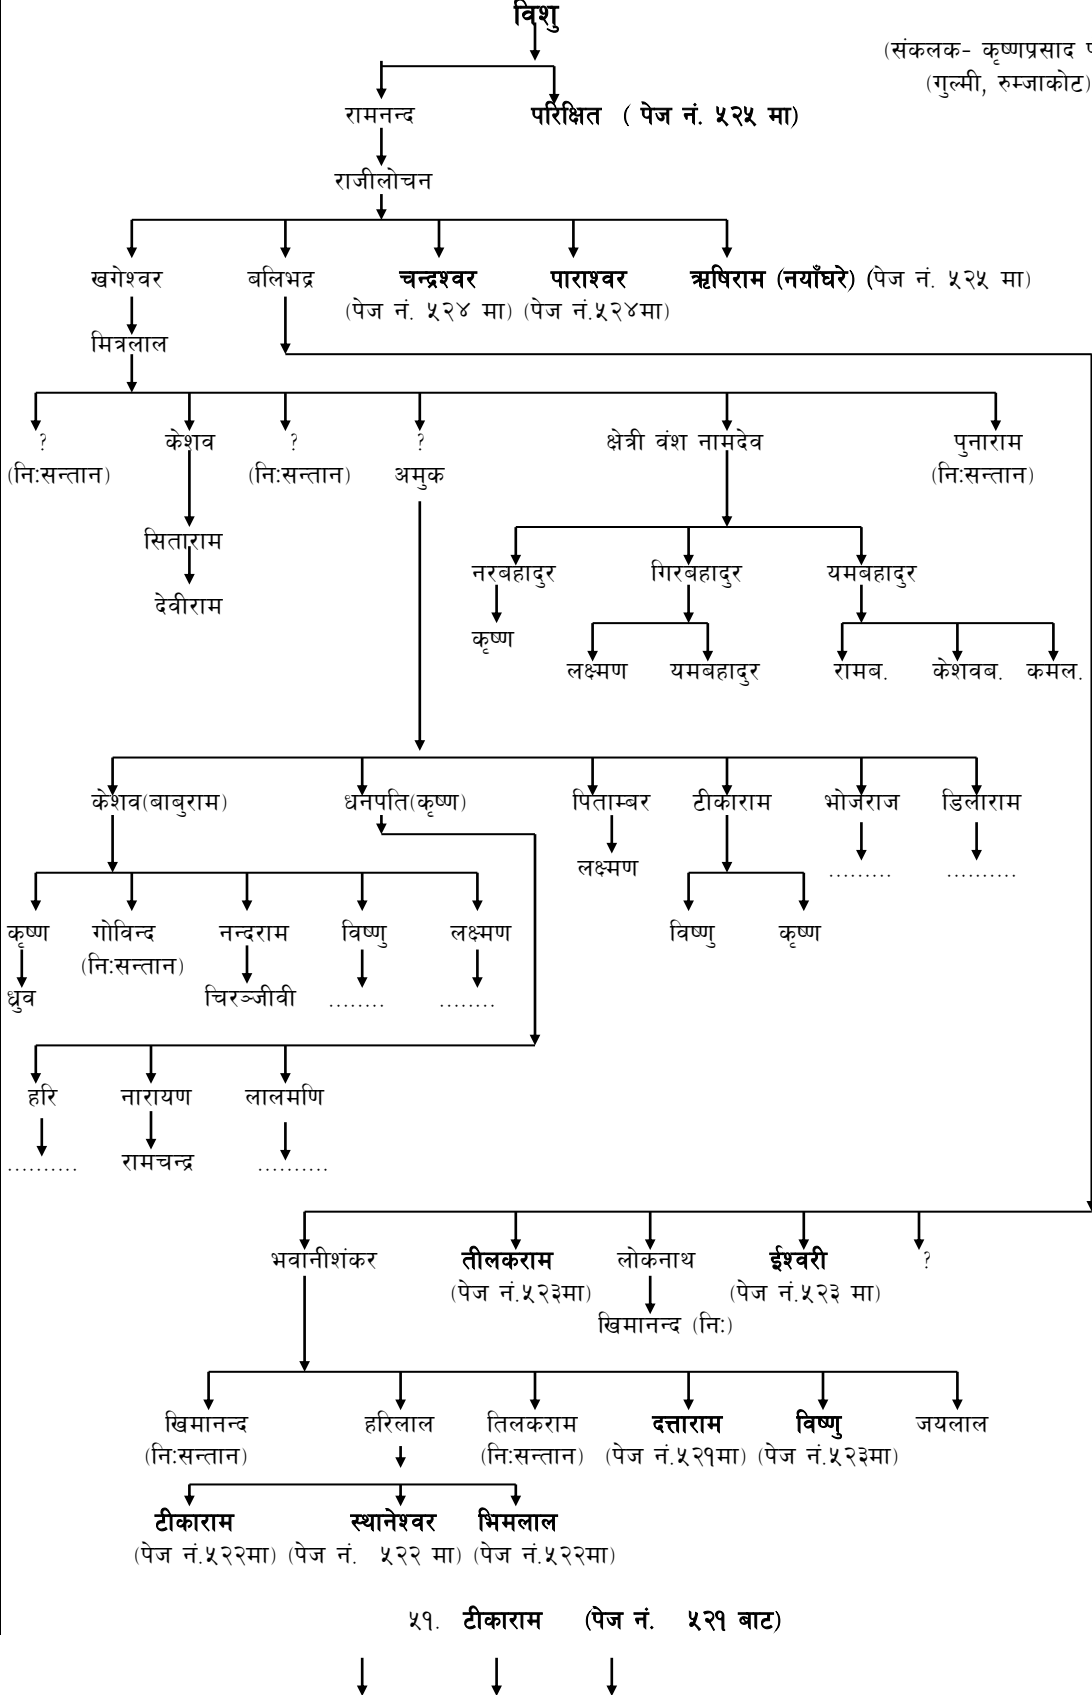 विशु
(संकलक- कृष्णप्रसाद
(गुल्मी, रुम्जाकोट)
रामनन्द परिक्षित ( पेज नं. ५२५ मा)
राजीलोचन
खगेश्वर बलिभद्र चन्द्रश्वर पाराश्वर ऋषिराम (नयाँघरे) (पेज नं. ५२५ मा)
(पेज नं. ५२४ मा) (पेज नं.५२४मा)
मित्रलाल
? केशव ? ? क्षेत्री वंश नामदेव पुनाराम
(नि:सन्तान) (नि:सन्तान) अमुक (नि:सन्तान)
सिताराम
नरबहादुर गिरबहादुर यमबहादुर
देवीराम
कृष्ण
लक्ष्मण यमबहादुर रामब. केशवब. कमल.
केशव(बाबुराम) धनपति(कृष्ण) पिताम्बर टीकाराम भोजराज डिलाराम
लक्ष्मण ......... ..........
कृष्ण गोविन्द नन्दराम विष्णु लक्ष्मण विष्णु कृष्ण
(नि:सन्तान)
ध्रुव चिरञ्जीवी ........ ........
हरि नारायण लालमणि
.......... रामचन्द्र ..........
भवानीशंकर तीलकराम लोकनाथ ईश्वरी ?
(पेज नं.५२३मा) (पेज नं.५२३ मा)
खिमानन्द (नि:)
खिमानन्द हरिलाल तिलकराम दत्ताराम विष्णु जयलाल
(नि:सन्तान) (नि:सन्तान) (पेज नं.५२१मा) (पेज नं.५२३मा)
टीकाराम स्थानेश्वर भिमलाल
(पेज नं.५२२मा) (पेज नं. ५२२ मा) (पेज नं.५२२मा)
५१. टीकाराम (पेज नं. ५२१ बाट)